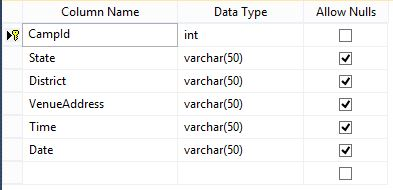 Column Name Data Type Allow Nulls
CampId int
State varchar(50)
District varchar(50)
VenueAddress varchar(50)
Time varchar(50)
Date varchar(50)